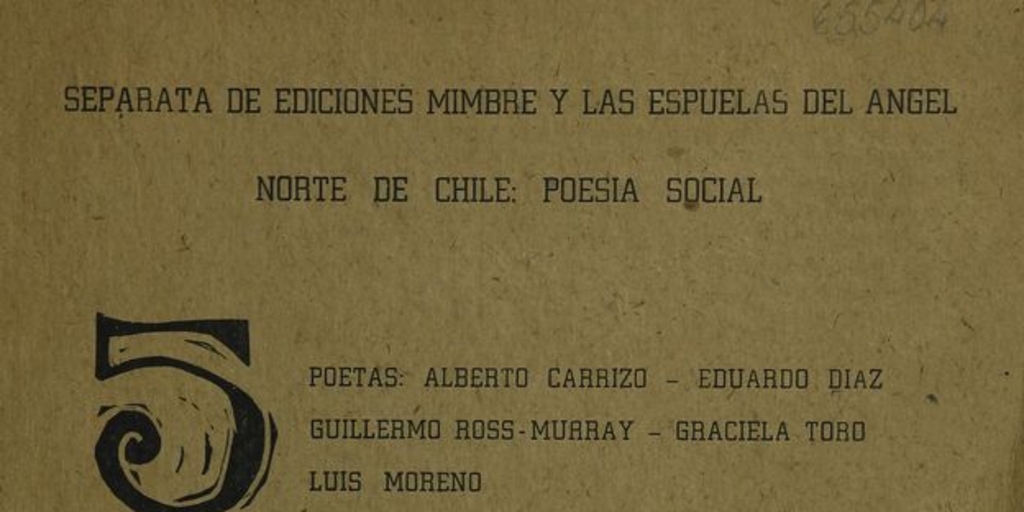 655404
SEPARATA DE EDICIONES MIMBRE Y LAS ESPUELAS DEL ANGEL
NORTE DE CHILE: POESIA SOCIAL
5
POETAS: ALBERTO CARRIZO – EDUARDO DIAZ
GUILLERMO ROSS-MURRAY – GRACIELA TORO
LUIS MORENO